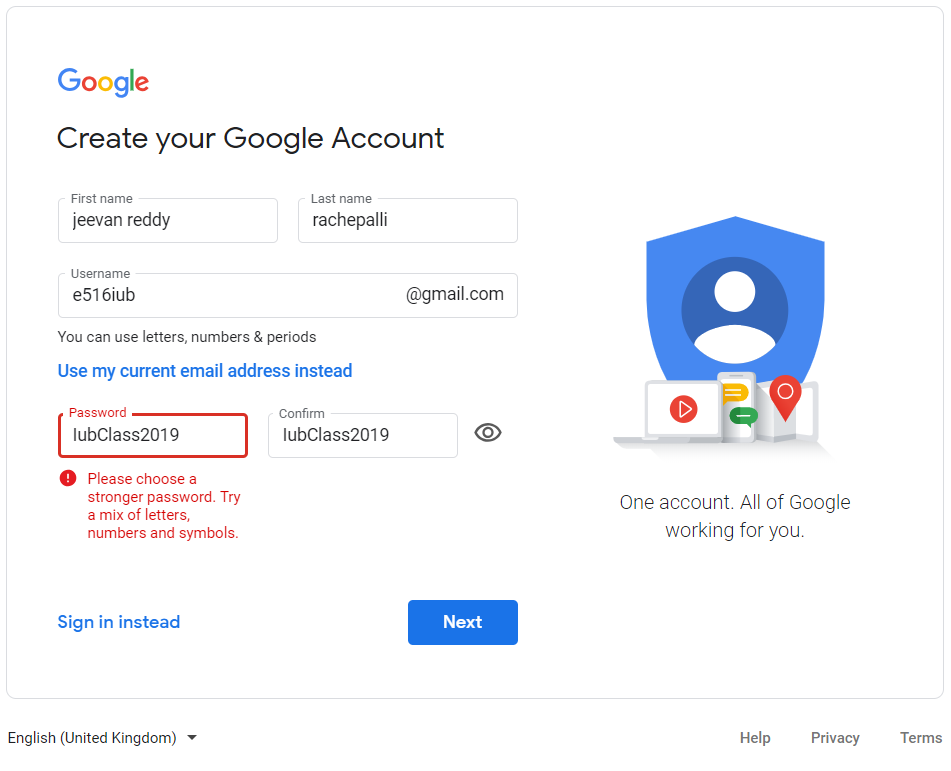 Google
Create your Google Account
First name
jeevan reddy
Last name
rachepalli
Username
e516iub
@gmail.com
You can use letters, numbers & periods
Use my current email address instead
Password
IubClass2019
Confirm
IubClass2019
Please choose a
stronger password. Try
a mix of letters,
numbers and symbols.
One account. All of Google
working for you.
Sign in instead
Next
English (United Kingdom)
Help
Privacy
Terms